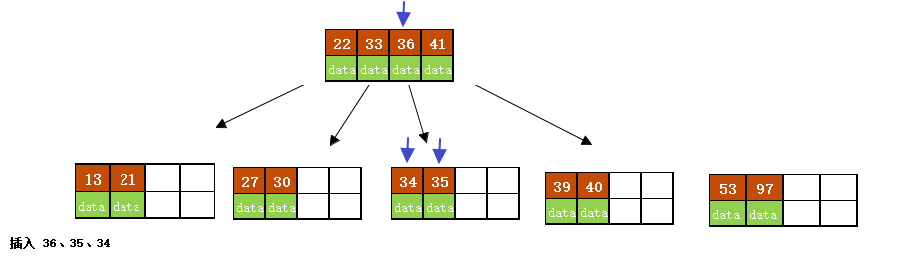 22 33 36 41
data data data data
13 21
data data
27 30
data data
34 35
data data
39 40
data data
53 97
data data
插入 36、35、34